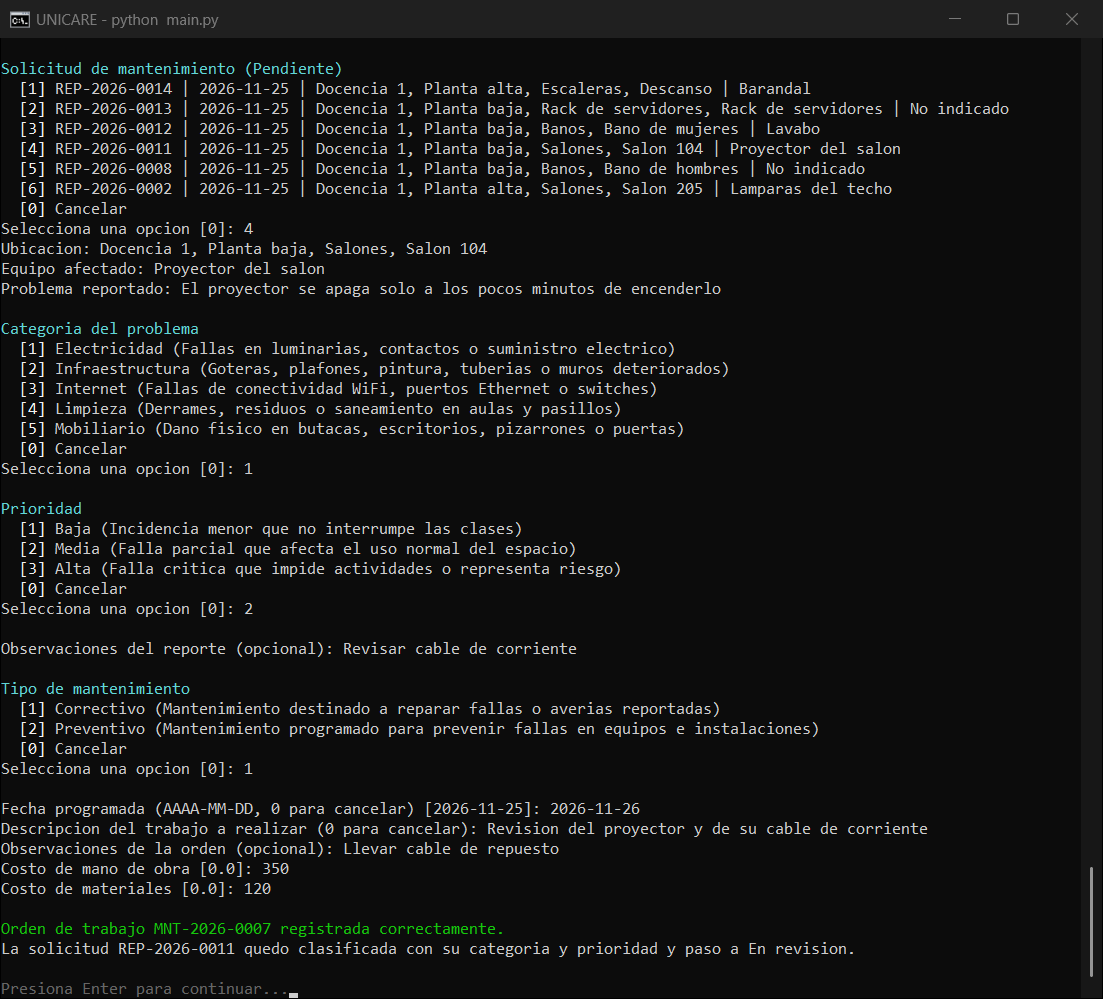 UNICARE - python  main.py
Solicitud de mantenimiento (Pendiente)
[1] REP-2026-0014 | 2026-11-25 | Docencia 1, Planta alta, Escaleras, Descanso | Barandal
[2] REP-2026-0013 | 2026-11-25 | Docencia 1, Planta baja, Rack de servidores, Rack de servidores | No indicado
[3] REP-2026-0012 | 2026-11-25 | Docencia 1, Planta baja, Banos, Bano de mujeres | Lavabo
[4] REP-2026-0011 | 2026-11-25 | Docencia 1, Planta baja, Salones, Salon 104 | Proyector del salon
[5] REP-2026-0008 | 2026-11-25 | Docencia 1, Planta baja, Banos, Bano de hombres | No indicado
[6] REP-2026-0002 | 2026-11-25 | Docencia 1, Planta alta, Salones, Salon 205 | Lamparas del techo
[0] Cancelar
Selecciona una opcion [0]: 4
Ubicacion: Docencia 1, Planta baja, Salones, Salon 104
Equipo afectado: Proyector del salon
Problema reportado: El proyector se apaga solo a los pocos minutos de encenderlo
Categoria del problema
[1] Electricidad (Fallas en luminarias, contactos o suministro electrico)
[2] Infraestructura (Goteras, plafones, pintura, tuberias o muros deteriorados)
[3] Internet (Fallas de conectividad WiFi, puertos Ethernet o switches)
[4] Limpieza (Derrames, residuos o saneamiento en aulas y pasillos)
[5] Mobiliario (Dano fisico en butacas, escritorios, pizarrones o puertas)
[0] Cancelar
Selecciona una opcion [0]: 1
Prioridad
[1] Baja (Incidencia menor que no interrumpe las clases)
[2] Media (Falla parcial que afecta el uso normal del espacio)
[3] Alta (Falla critica que impide actividades o representa riesgo)
[0] Cancelar
Selecciona una opcion [0]: 2
Observaciones del reporte (opcional): Revisar cable de corriente
Tipo de mantenimiento
[1] Correctivo (Mantenimiento destinado a reparar fallas o averias reportadas)
[2] Preventivo (Mantenimiento programado para prevenir fallas en equipos e instalaciones)
[0] Cancelar
Selecciona una opcion [0]: 1
Fecha programada (AAAA-MM-DD, 0 para cancelar) [2026-11-25]: 2026-11-26
Descripcion del trabajo a realizar (0 para cancelar): Revision del proyector y de su cable de corriente
Observaciones de la orden (opcional): Llevar cable de repuesto
Costo de mano de obra [0.0]: 350
Costo de materiales [0.0]: 120
Orden de trabajo MNT-2026-0007 registrada correctamente.
La solicitud REP-2026-0011 quedo clasificada con su categoria y prioridad y paso a En revision.
Presiona Enter para continuar...